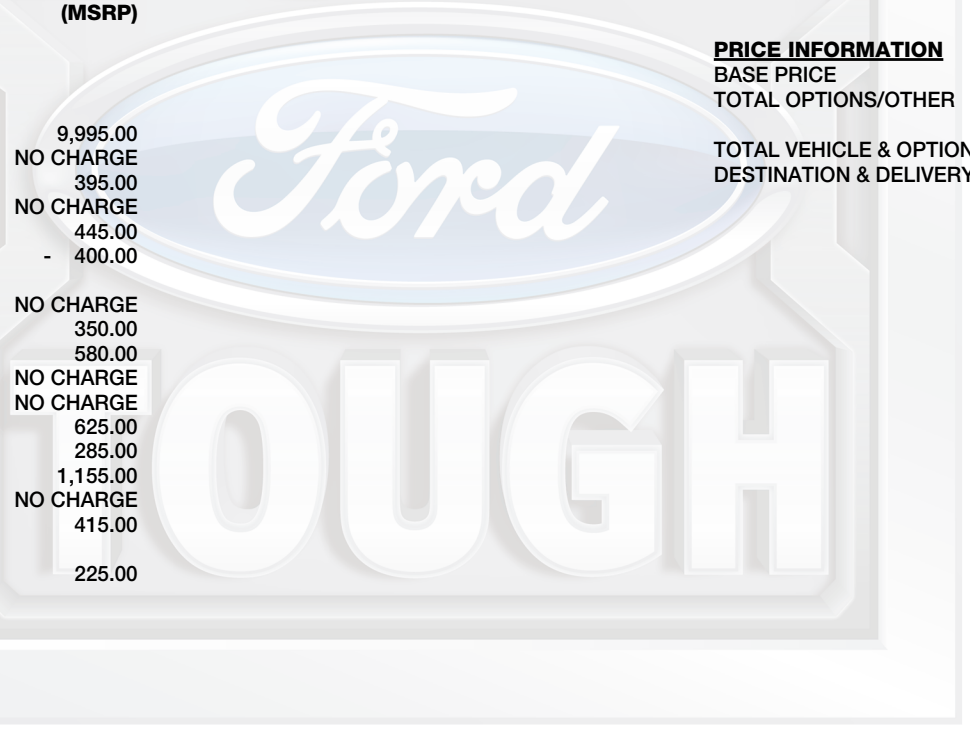 (MSRP)
9,995.00
NO CHARGE
395.00
NO CHARGE
445.00
- 400.00
NO CHARGE
350.00
580.00
NO CHARGE
NO CHARGE
625.00
285.00
1,155.00
NO CHARGE
415.00
225.00
PRICE INFORMATION
BASE PRICE
TOTAL OPTIONS/OTHER
TOTAL VEHICLE & OPTION
DESTINATION & DELIVERY
Ford
TOUGH